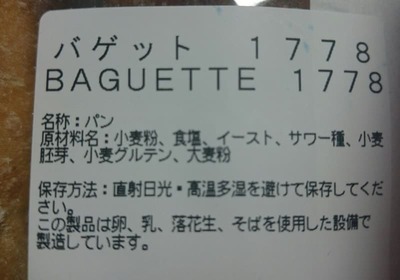 バゲット 1778
BAGUETTE 1778
名称：パン
原材料名：小麦粉、食塩、イースト、サワー種、小麦
胚芽、小麦グルテン、大麦粉
保存方法：直射日光・高温多湿を避けて保存してくだ
さい。
この製品は卵、乳、落花生、そばを使用した設備で
製造しています。